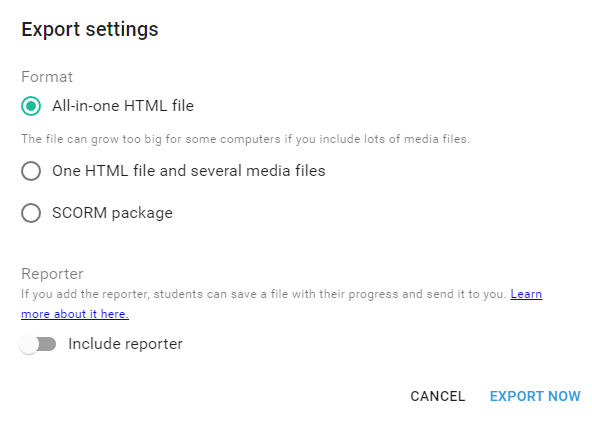 Export settings
Format
All-in-one HTML file
The file can grow too big for some computers if you include lots of media files.
One HTML file and several media files
SCORM package
Reporter
If you add the reporter, students can save a file with their progress and send it to you. Learn
more about it here.
Include reporter
CANCEL EXPORT NOW